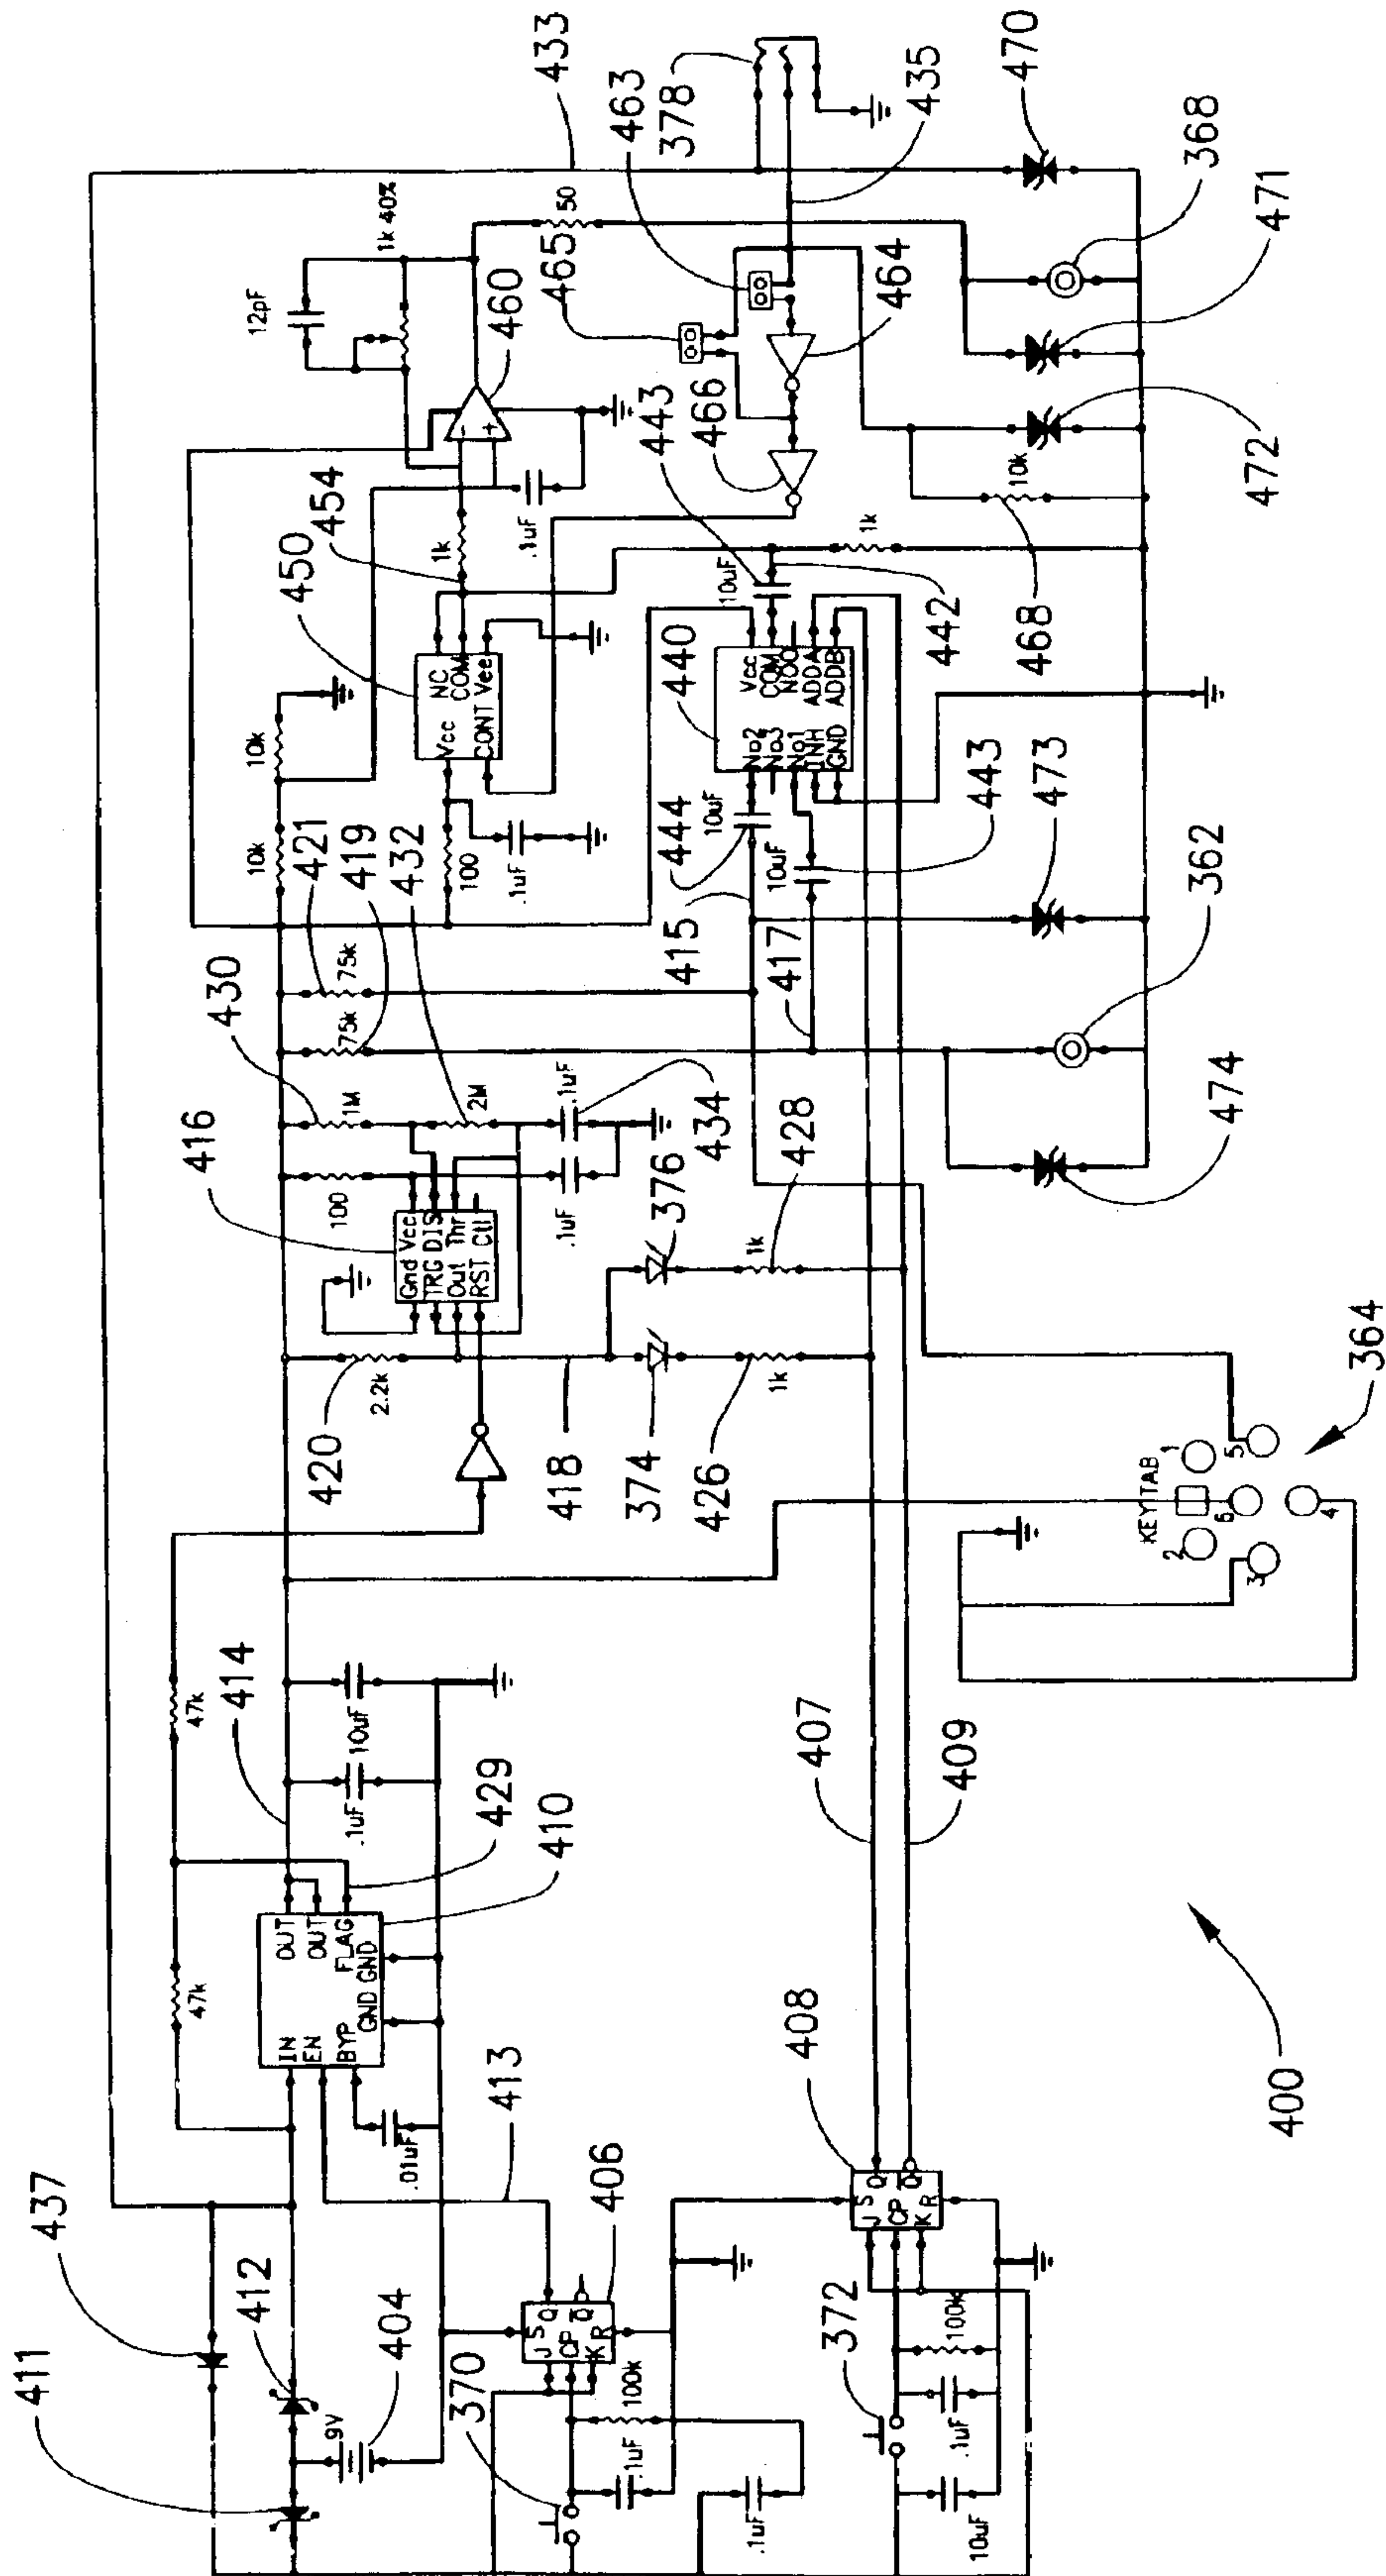 433
378
463
435
470
368
471
472
1k 40%
50
465
12pF
460
464
466
443
454
450
1k
.1uF
-
+
10uF
1k
442
468
10k
440
NC
COM
Vee
Vcc
CONT
Vcc
COM
NO0
ADDA
ADDB
No2
No3
No1
INH
GND
10k
10k
421
419
432
100
.1uF
444
10uF
10uF
443
473
362
415
417
430
75k
75k
474
416
1M
2M
.1uF
434
100
.1uF
376
428
Gnd
TRG
Out
RST
Vcc
DIS
Thr
Ctl
420
2.2k
418
374
426
1k
1k
364
KEYTAB
1
2
3
4
5
6
414
47k
47k
.1uF
10uF
429
410
407
409
OUT
OUT
FLAG
GND
GND
IN
EN
BYP
.01uF
413
408
400
437
412
404
411
9V
406
S
J
CP
K
R
Q
Q
370
100k
.1uF
.1uF
372
S
J
CP
K
R
Q
Q
100k
.1uF
10uF